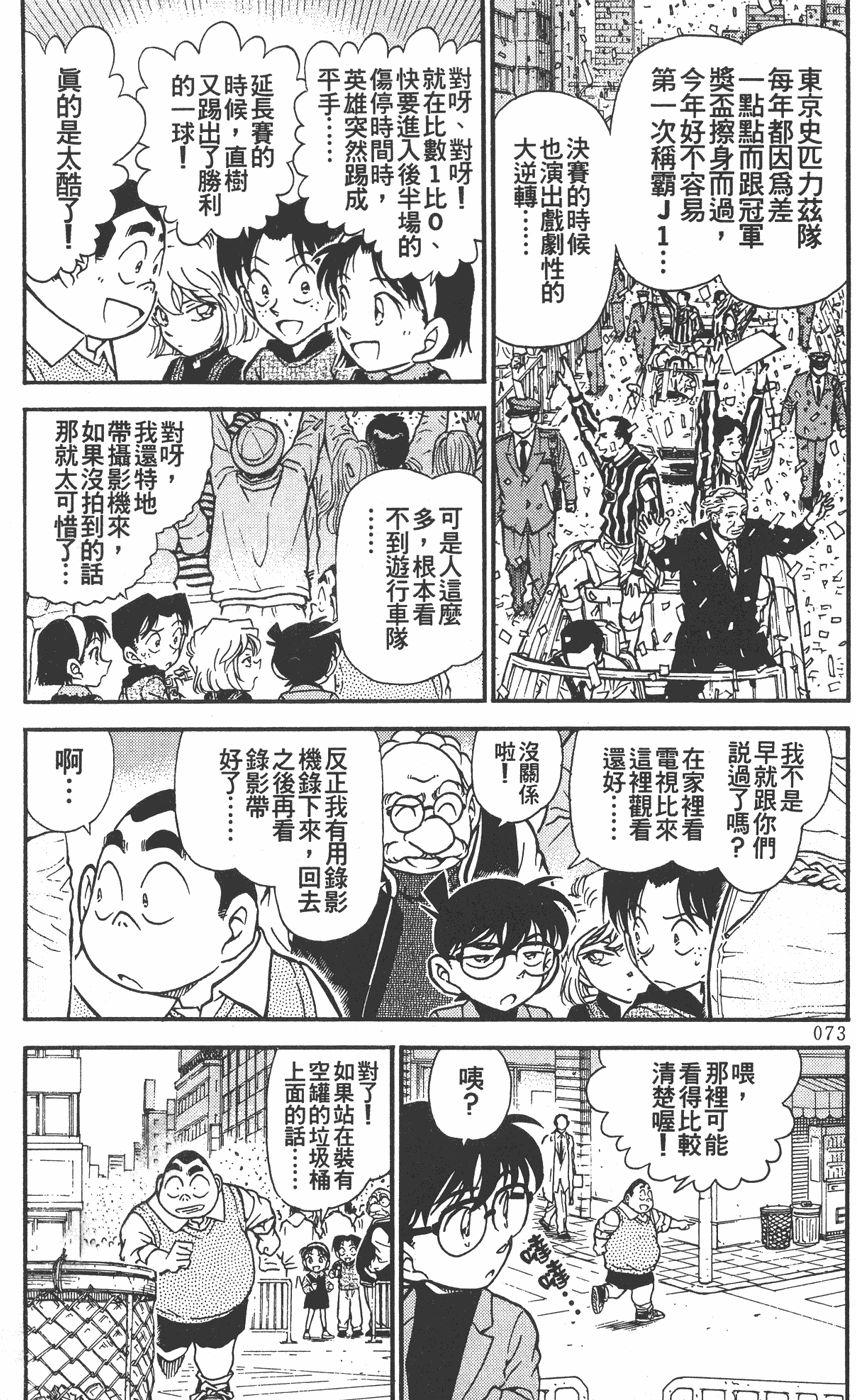 東京史匹力茲隊
每年都因爲差
一點點而跟冠軍
獎盃擦身而過，
今年好不容易
第一次稱霸J1…
決賽的時候
也演出戲劇性的
大逆轉……
對呀、對呀！
就在比數1比0、
快要進入後半場的
傷停時間時，
英雄突然踢成
平手……
延長賽的
時候，直樹
又踢出了勝利
的一球！
眞的是太酷了！
可是人這麼
多，根本看
不到遊行車隊
……
對呀，
我還特地
帶攝影機來，
如果沒拍到的話
那就太可惜了…
我不是
早就跟你們
說過了嗎？
在家裡看
電視比來
這裡觀看
還好……
沒關係
啦！
反正我有用錄影
機錄下來，回去
之後再看
錄影帶
好了……
啊…
073
喂，
那裡可能
看得比較
清楚喔！
咦？
嗒嗒…
對了！
如果站在裝有
空罐的垃圾桶
上面的話……